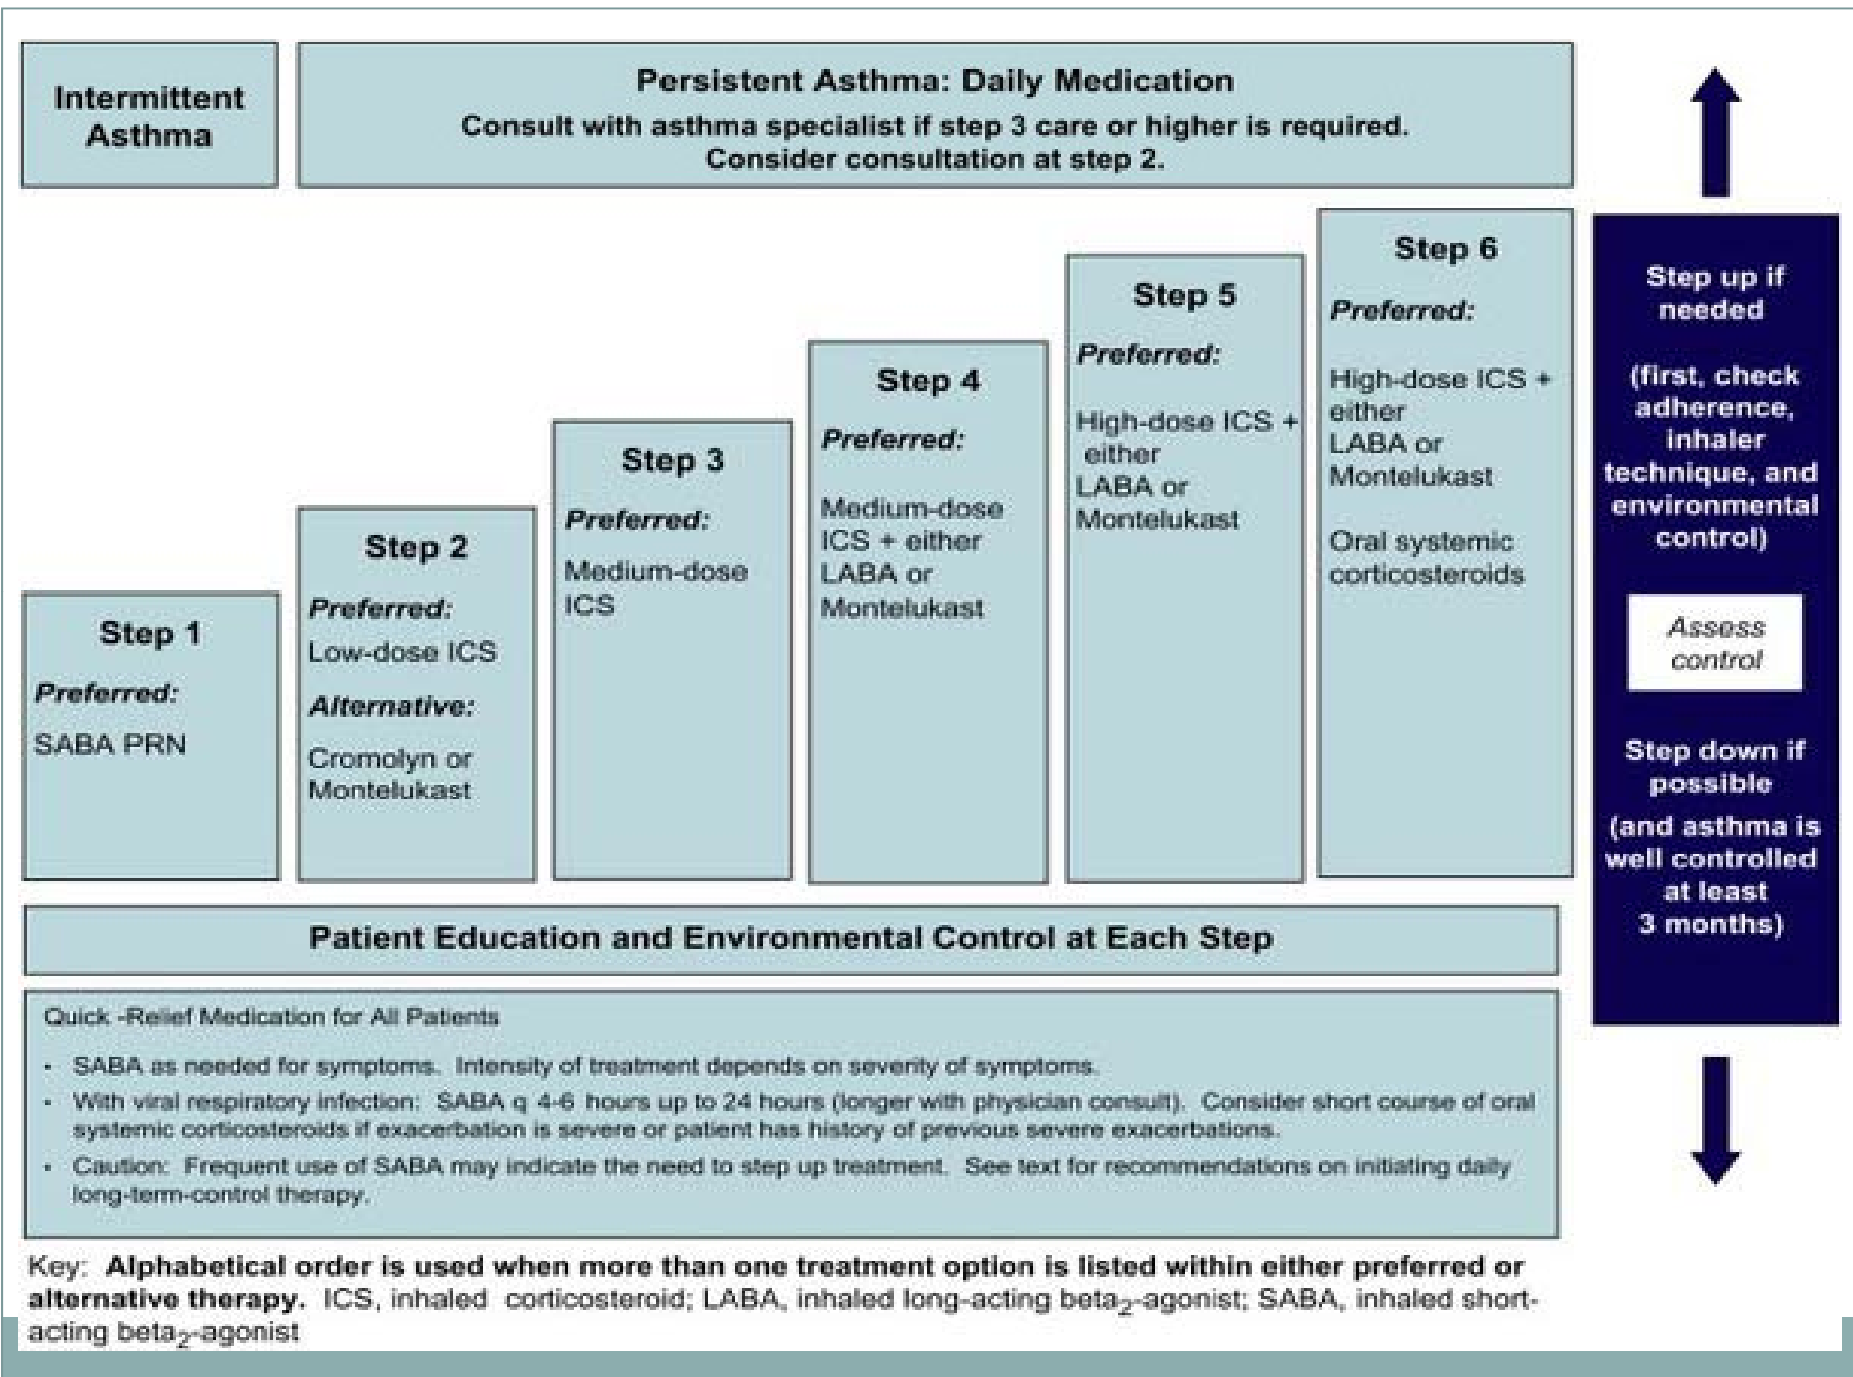 Intermittent
Asthma
Persistent Asthma: Daily Medication
Consult with asthma specialist if step 3 care or higher is required.
Consider consultation at step 2.
Step 1
Preferred:
SABA PRN
Step 2
Preferred:
Low-dose ICS
Alternative:
Cromolyn or
Montelukast
Step 3
Preferred:
Medium-dose
ICS
Step 4
Preferred:
Medium-dose
ICS + either
LABA or
Montelukast
Step 5
Preferred:
High-dose ICS +
either
LABA or
Montelukast
Step 6
Preferred:
High-dose ICS +
either
LABA or
Montelukast
Oral systemic
corticosteroids
Step up if
needed
(first, check
adherence,
inhaler
technique, and
environmental
control)
Assess
control
Step down if
possible
(and asthma is
well controlled
at least
3 months)
Patient Education and Environmental Control at Each Step
Quick -Relief Medication for All Patients
• SABA as needed for symptoms. Intensity of treatment depends on severity of symptoms.
• With viral respiratory infection: SABA q 4-6 hours up to 24 hours (longer with physician consult). Consider short course of oral
systemic corticosteroids if exacerbation is severe or patient has history of previous severe exacerbations.
• Caution: Frequent use of SABA may indicate the need to step up treatment. See text for recommendations on initiating daily
long-term-control therapy.
Key: Alphabetical order is used when more than one treatment option is listed within either preferred or
alternative therapy. ICS, inhaled corticosteroid; LABA, inhaled long-acting beta2-agonist; SABA, inhaled short-
acting beta2-agonist